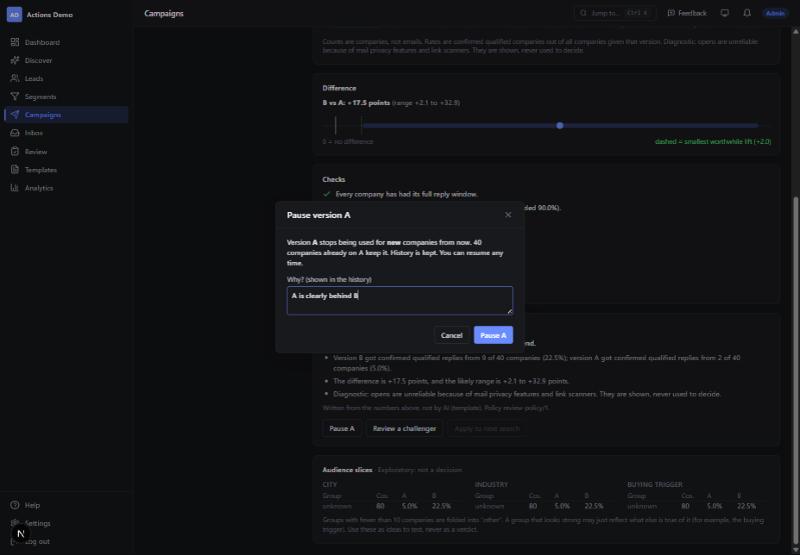 AD Actions Demo
Campaigns
Jump to... Ctrl K
Feedback
Admin
Dashboard
Discover
Leads
Segments
Campaigns
Inbox
Review
Templates
Analytics
Help
Settings
N
Log out
Counts are companies, not emails. Rates are confirmed qualified companies out of all companies given that version. Diagnostic opens are unreliable
because of mail privacy features and link scanners. They are shown, never used to decide.
Difference
B vs A: +17.5 points (range +2.1 to +32.9)
0 = no difference
dashed = smallest worthwhile lift (+2.0)
Checks
Every company has had its full reply window.
ded 90.0%).
Pause version A
Version A stops being used for new companies from now. 40
companies already on A keep it. History is kept. You can resume any
time.
Why? (shown in the history)
A is clearly behind B
Cancel
Pause A
end.
• Version B got confirmed qualified replies from 9 of 40 companies (22.5%); version A got confirmed qualified replies from 2 of 40
companies (5.0%).
• The difference is +17.5 points, and the likely range is +2.1 to +32.9 points.
• Diagnostic: opens are unreliable because of mail privacy features and link scanners. They are shown, never used to decide.
Written from the numbers above, not by AI (template). Policy review-policy/1.
Pause A
Review a challenger
Apply to next search
Audience slices · Exploratory: not a decision
CITY
Group Cos. A B
unknown 80 5.0% 22.5%
INDUSTRY
Group Cos. A B
unknown 80 5.0% 22.5%
BUYING TRIGGER
Group Cos. A B
unknown 80 5.0% 22.5%
Groups with fewer than 10 companies are folded into "other". A group that looks strong may just reflect what else is true of it (for example, the buying
trigger). Use these as ideas to test, never as a verdict.